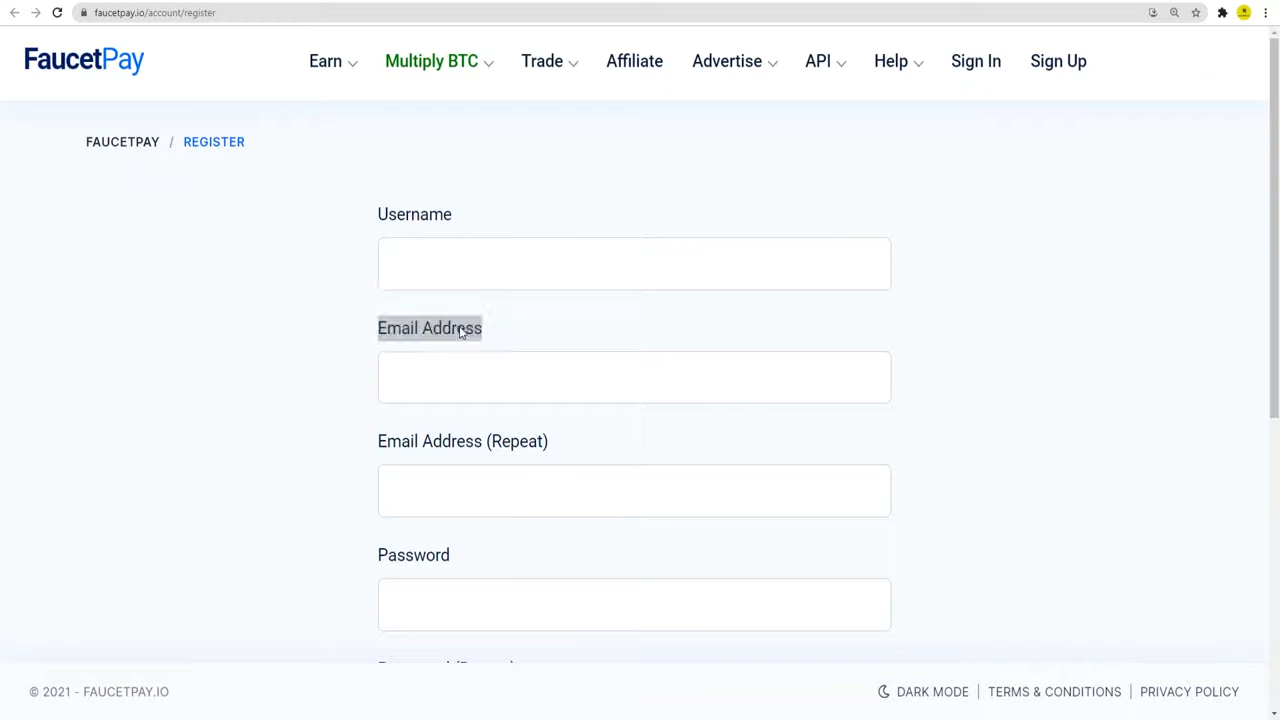 faucetpay.io/account/register
FaucetPay
Earn
Multiply BTC
Trade
Affiliate
Advertise
API
Help
Sign In
Sign Up
FAUCETPAY / REGISTER
Username
Email Address
Email Address (Repeat)
Password
© 2021 - FAUCETPAY.IO
DARK MODE | TERMS & CONDITIONS | PRIVACY POLICY